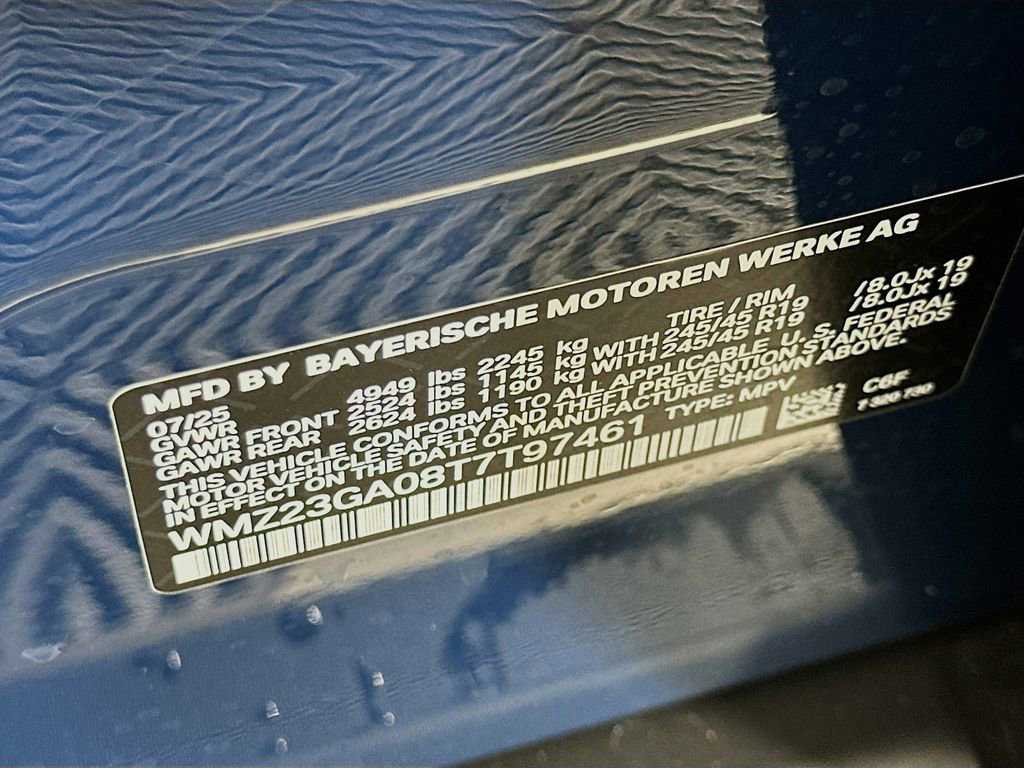 MFD BY BAYERISCHE MOTOREN WERKE AG
07/25 TIRE / RIM
GVWR 4949 lbs 2245 kg
GAWR FRONT 2524 lbs 1145 kg WITH 245/45 R19 /8.0Jx 19
GAWR REAR 2624 lbs 1190 kg WITH 245/45 R19 /8.0Jx 19
THIS VEHICLE CONFORMS TO ALL APPLICABLE U. S. FEDERAL
MOTOR VEHICLE SAFETY AND THEFT PREVENTION STANDARDS
IN EFFECT ON THE DATE OF MANUFACTURE SHOWN ABOVE.
WMZ23GA08T7T97461 TYPE: MPV
C6F